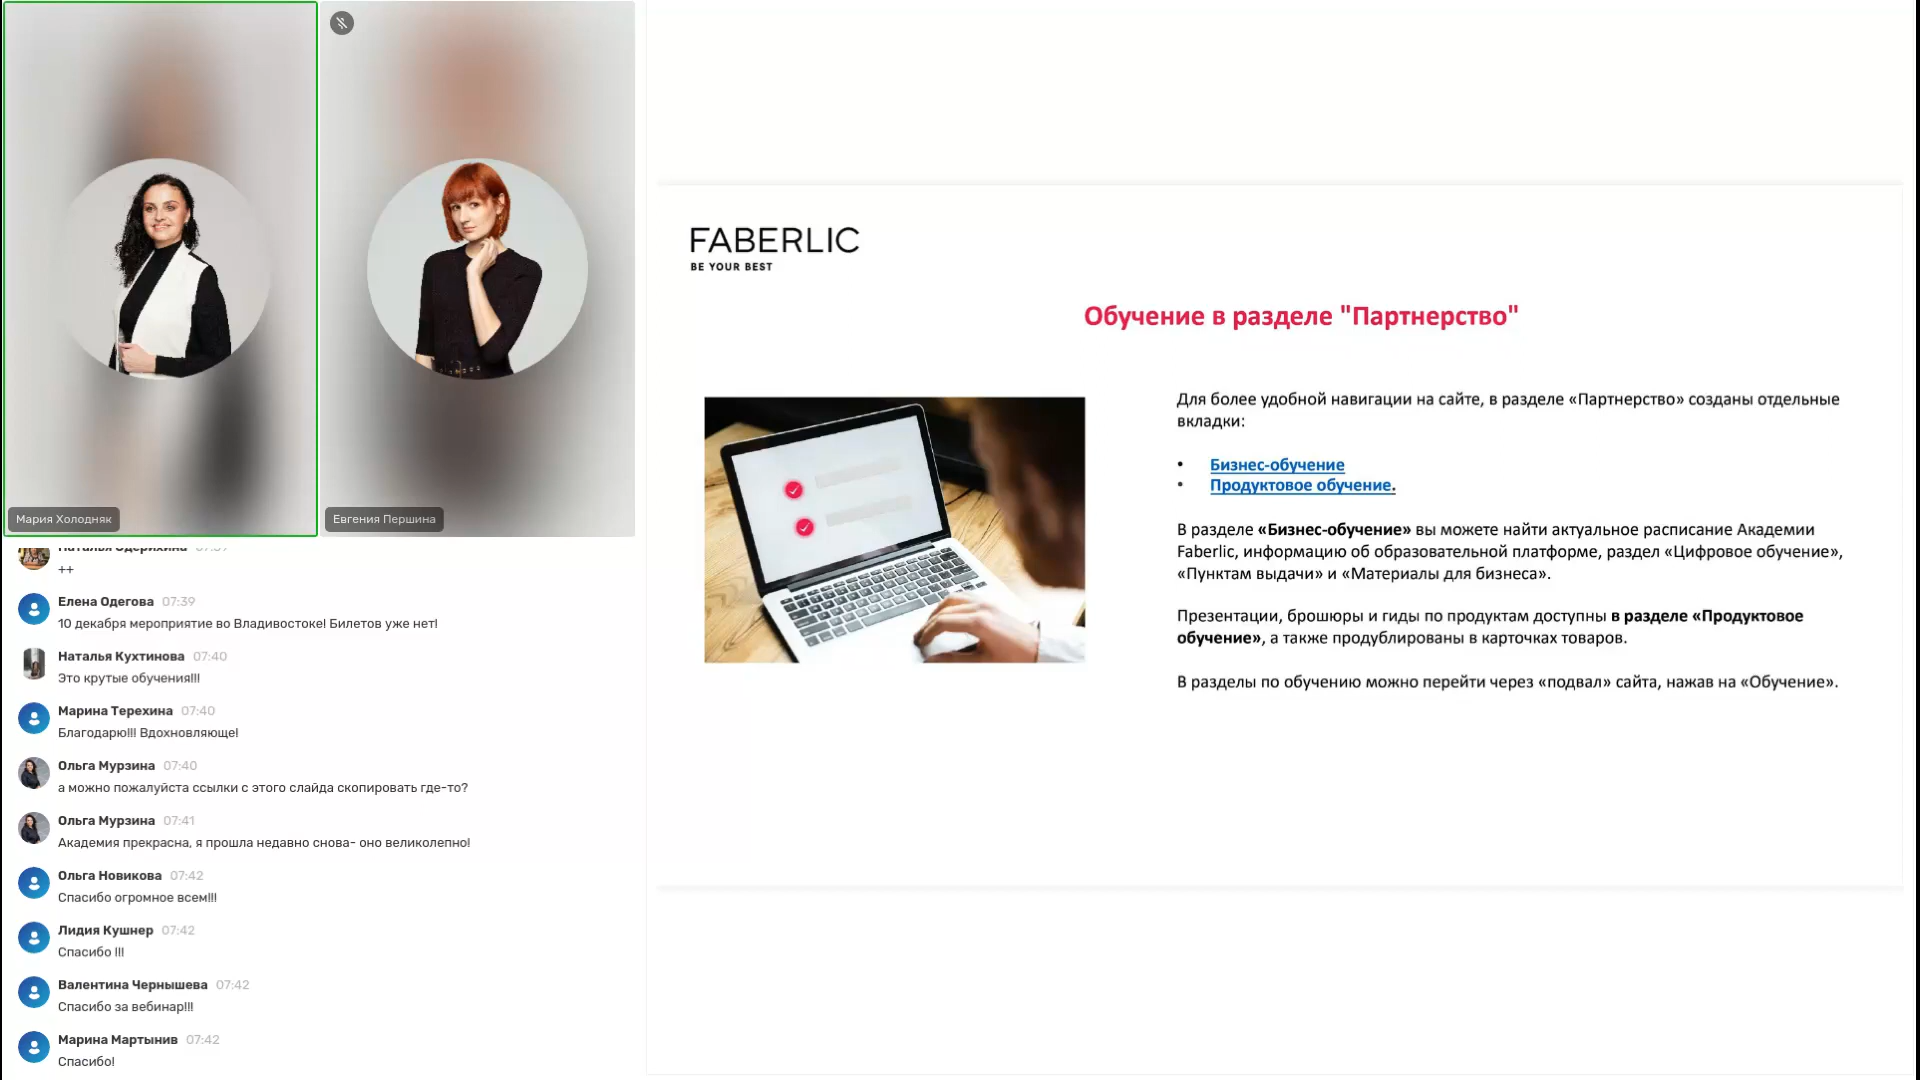 Мария Холодняк
Евгения Першина
Наталья Одерихина 07:39
++
Елена Одегова 07:39
10 декабря мероприятие во Владивостоке! Билетов уже нет!
Наталья Кухтинова 07:40
Это крутые обучения!!!
Марина Терехина 07:40
Благодарю!!! Вдохновляюще!
Ольга Мурзина 07:40
а можно пожалуйста ссылки с этого слайда скопировать где-то?
Ольга Мурзина 07:41
Академия прекрасна, я прошла недавно снова- оно великолепно!
Ольга Новикова 07:42
Спасибо огромное всем!!!
Лидия Кушнер 07:42
Спасибо !!!
Валентина Чернышева 07:42
Спасибо за вебинар!!!
Марина Мартынив 07:42
Спасибо!
FABERLIC
BE YOUR BEST
Обучение в разделе "Партнерство"
Для более удобной навигации на сайте, в разделе «Партнерство» созданы отдельные
вкладки:
• Бизнес-обучение
• Продуктовое обучение.
В разделе «Бизнес-обучение» вы можете найти актуальное расписание Академии
Faberlic, информацию об образовательной платформе, раздел «Цифровое обучение»,
«Пунктам выдачи» и «Материалы для бизнеса».
Презентации, брошюры и гиды по продуктам доступны в разделе «Продуктовое
обучение», а также продублированы в карточках товаров.
В разделы по обучению можно перейти через «подвал» сайта, нажав на «Обучение».